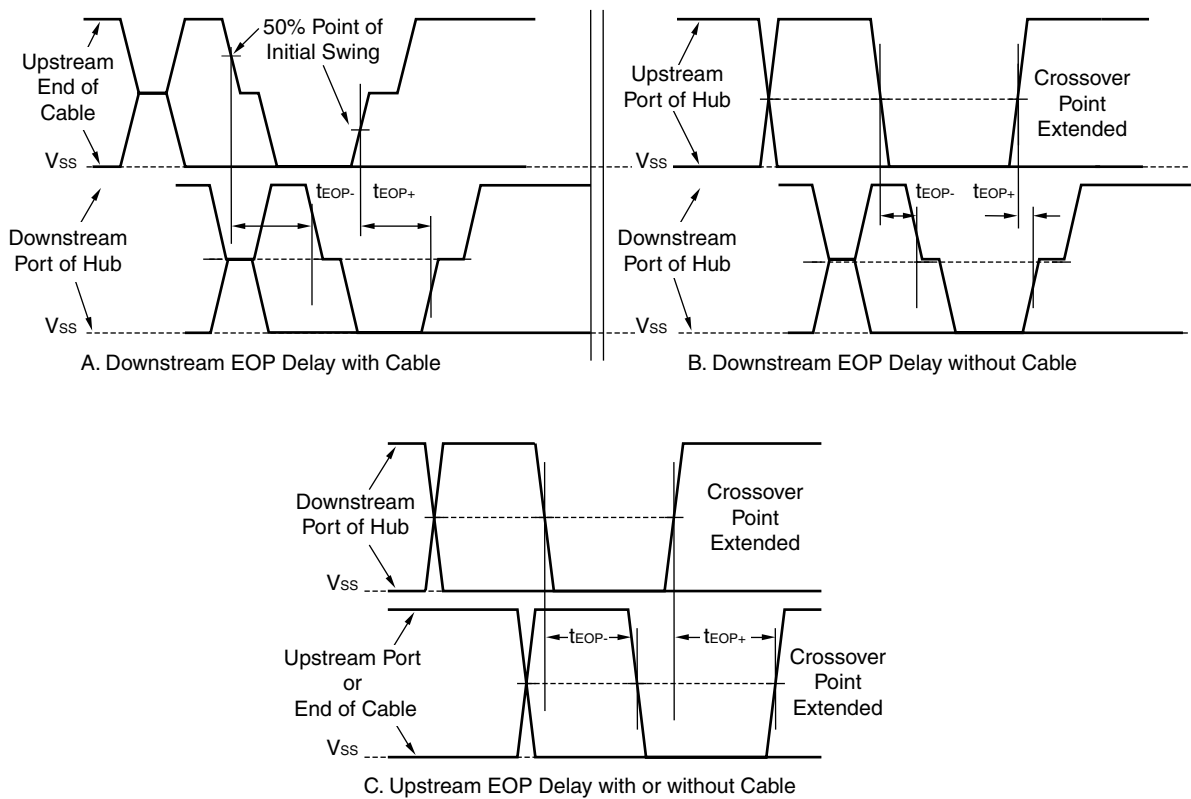 50% Point of
Initial Swing
Upstream
End of
Cable
VSS
tEOP- tEOP+
Downstream
Port of Hub
VSS
A. Downstream EOP Delay with Cable
Upstream
Port of Hub
Crossover
Point
Extended
VSS
tEOP- tEOP+
Downstream
Port of Hub
VSS
B. Downstream EOP Delay without Cable
Downstream
Port of Hub
Crossover
Point
Extended
VSS
tEOP- tEOP+
Upstream Port
or
End of Cable
Crossover
Point
Extended
VSS
C. Upstream EOP Delay with or without Cable